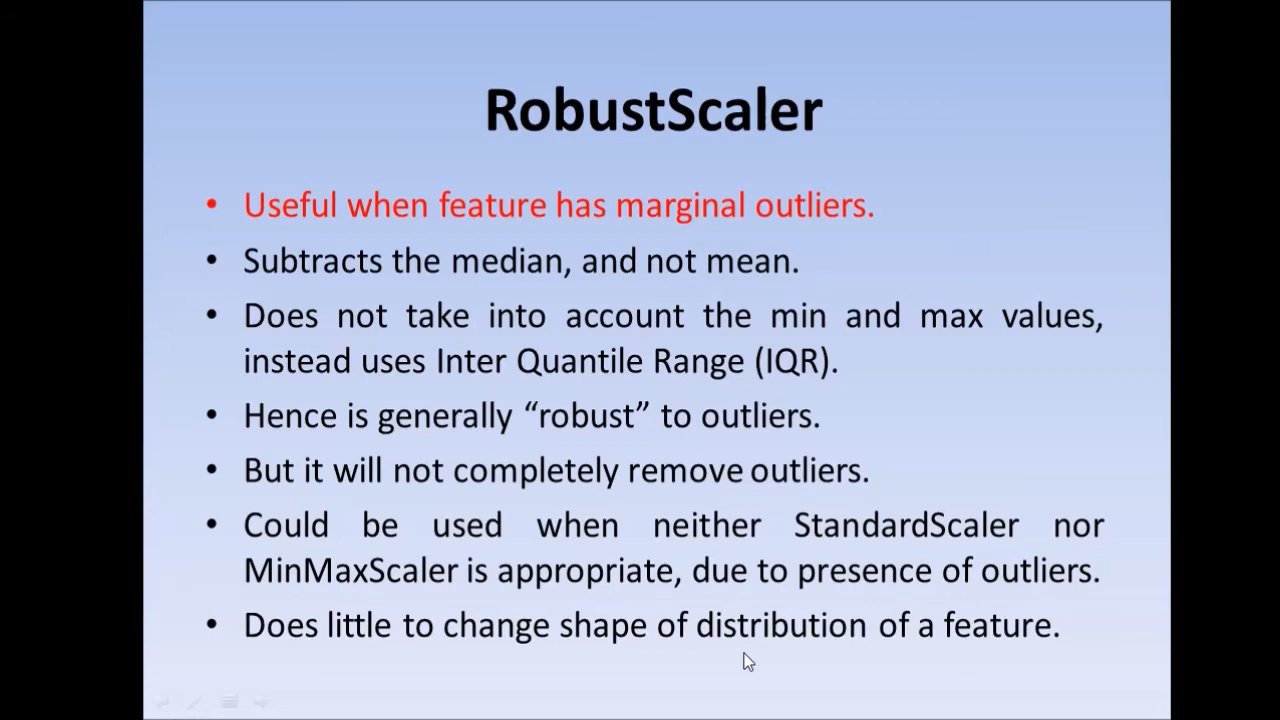 RobustScaler
• Useful when feature has marginal outliers.
• Subtracts the median, and not mean.
• Does not take into account the min and max values,
instead uses Inter Quantile Range (IQR).
• Hence is generally “robust” to outliers.
• But it will not completely remove outliers.
• Could be used when neither StandardScaler nor
MinMaxScaler is appropriate, due to presence of outliers.
• Does little to change shape of distribution of a feature.